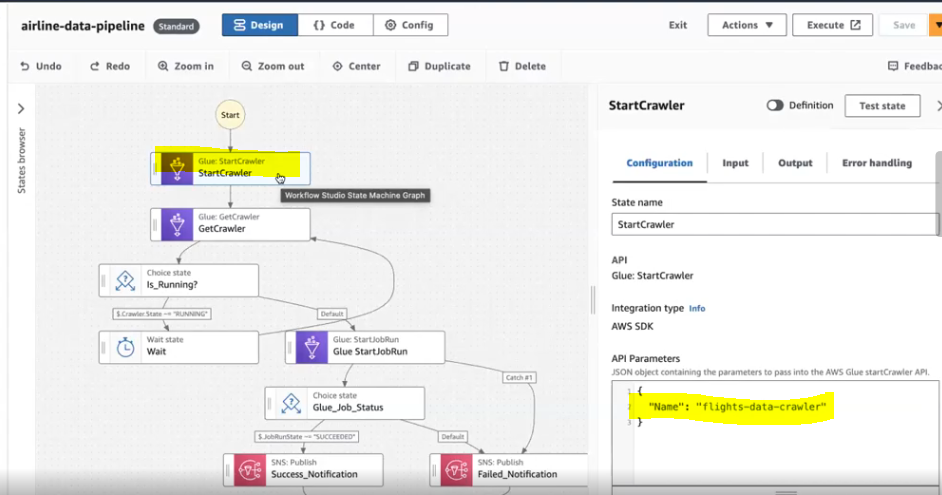 airline-data-pipeline Standard Design {} Code Config Exit Actions Execute Save
Undo Redo Zoom in Zoom out Center Duplicate Delete Feedbac
States browser
Start
Glue: StartCrawler
StartCrawler
Workflow Studio State Machine Graph
Glue: GetCrawler
GetCrawler
Choice state
Is_Running?
$.Crawler.State == "RUNNING"
Default
Wait state
Wait
Glue: StartJobRun
Glue StartJobRun
Catch #1
Choice state
Glue_Job_Status
$.JobRunState == "SUCCEEDED"
Default
SNS: Publish
Success_Notification
SNS: Publish
Failed_Notification
StartCrawler Definition Test state
Configuration Input Output Error handling
State name
StartCrawler
API
Glue: StartCrawler
Integration type Info
AWS SDK
API Parameters
JSON object containing the parameters to pass into the AWS Glue startCrawler API.
1 {
2 "Name": "flights-data-crawler"
3 }